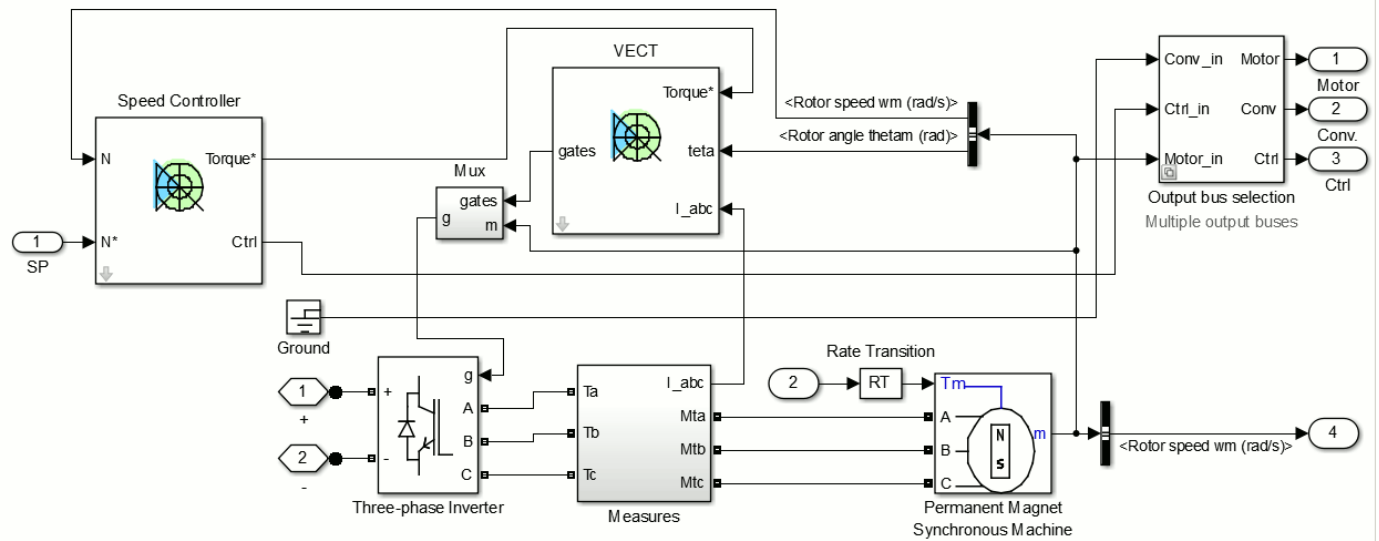 VECT
Speed Controller
Torque*
<Rotor speed wm (rad/s)>
<Rotor angle thetam (rad)>
Conv_in
Motor
1
Motor
Ctrl_in
Conv
2
Conv.
N
Torque*
gates
teta
Motor_in
Ctrl
3
Ctrl
Mux
gates
g
m
I_abc
Output bus selection
Multiple output buses
1
SP
N*
Ctrl
Ground
Rate Transition
g
I_abc
2
RT
Tm
1
+
+
A
Ta
Mta
A
B
Tb
Mtb
B
N
S
m
4
<Rotor speed wm (rad/s)>
2
-
-
C
Tc
Mtc
C
Three-phase Inverter
Measures
Permanent Magnet
Synchronous Machine